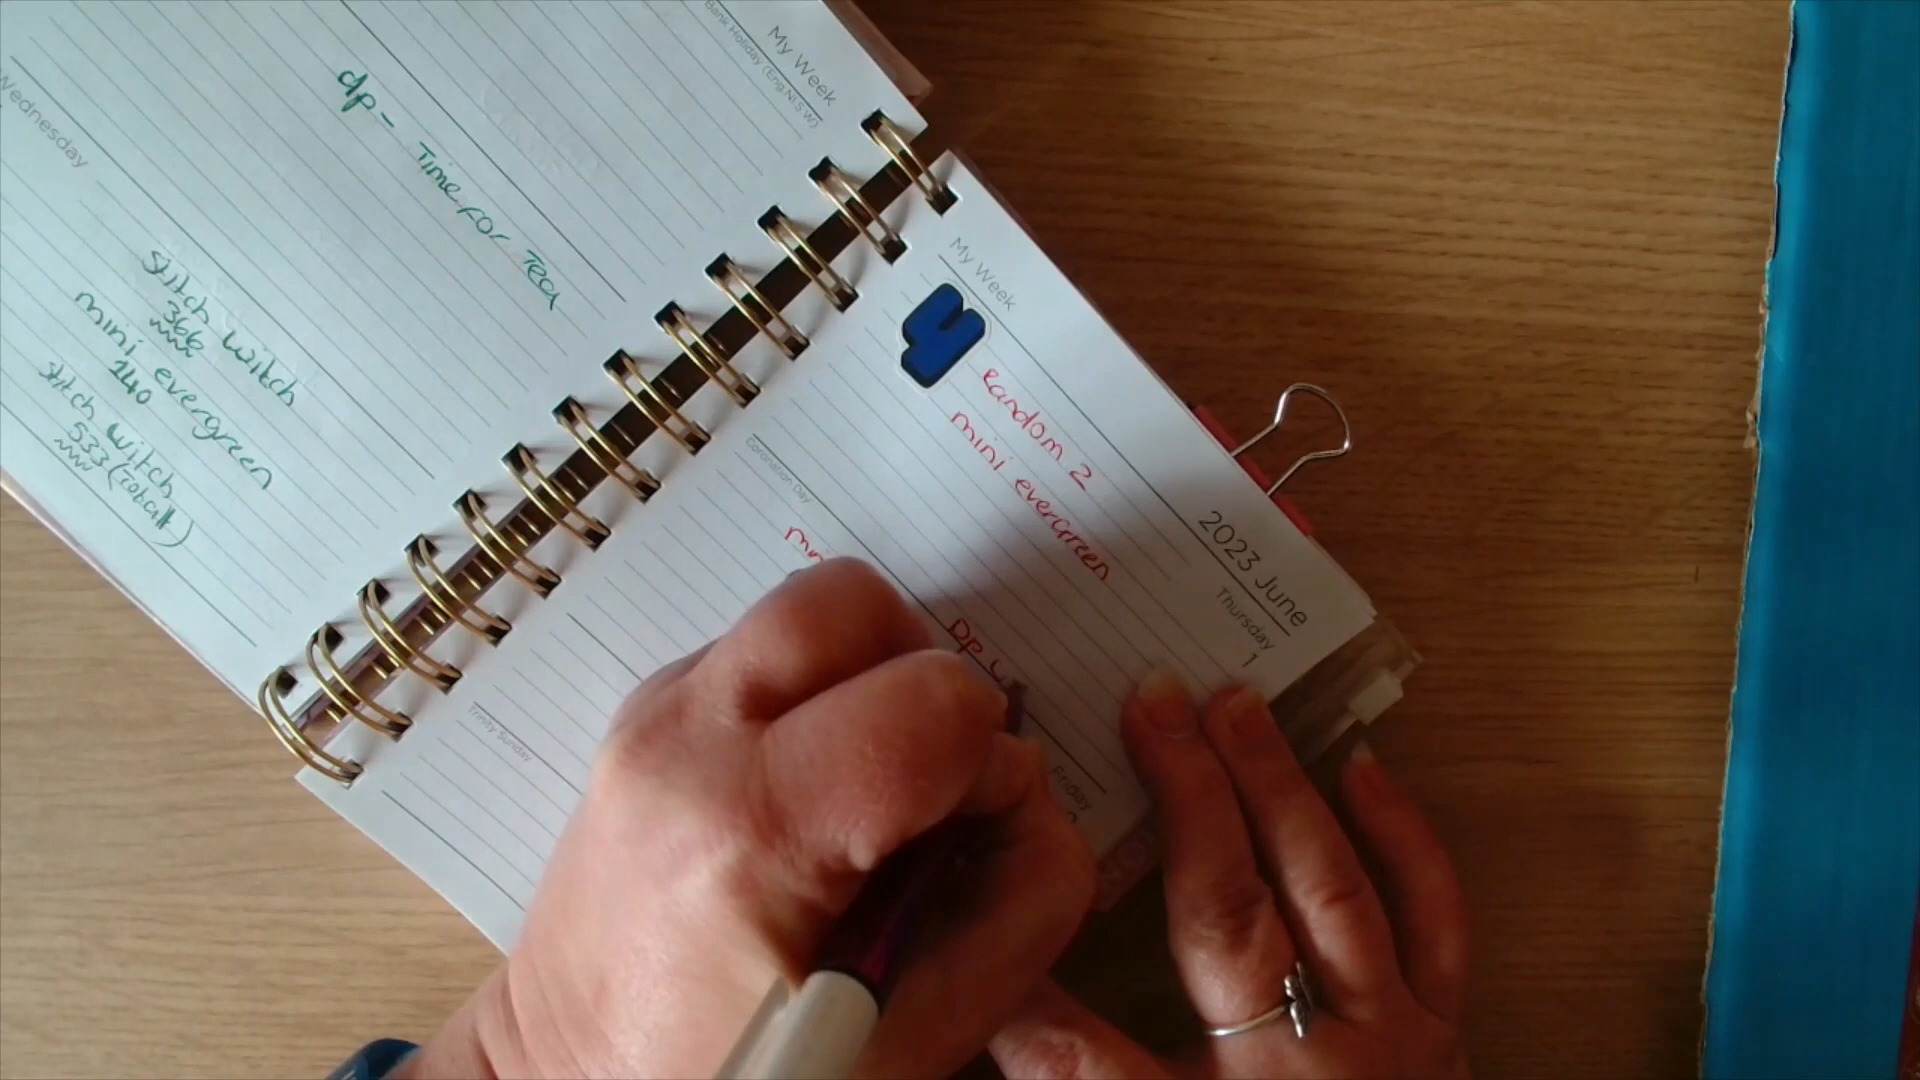 My Week
Bank Holiday (Eng NI S W)
dp - Time for Tea
Wednesday
Stitch witch
366
mini evergreen
140
Stitch witch
533 (
My Week
2023 June
Thursday
1
Random 2
mini evergreen
Coronation Day
Friday
DP
Trinity Sunday